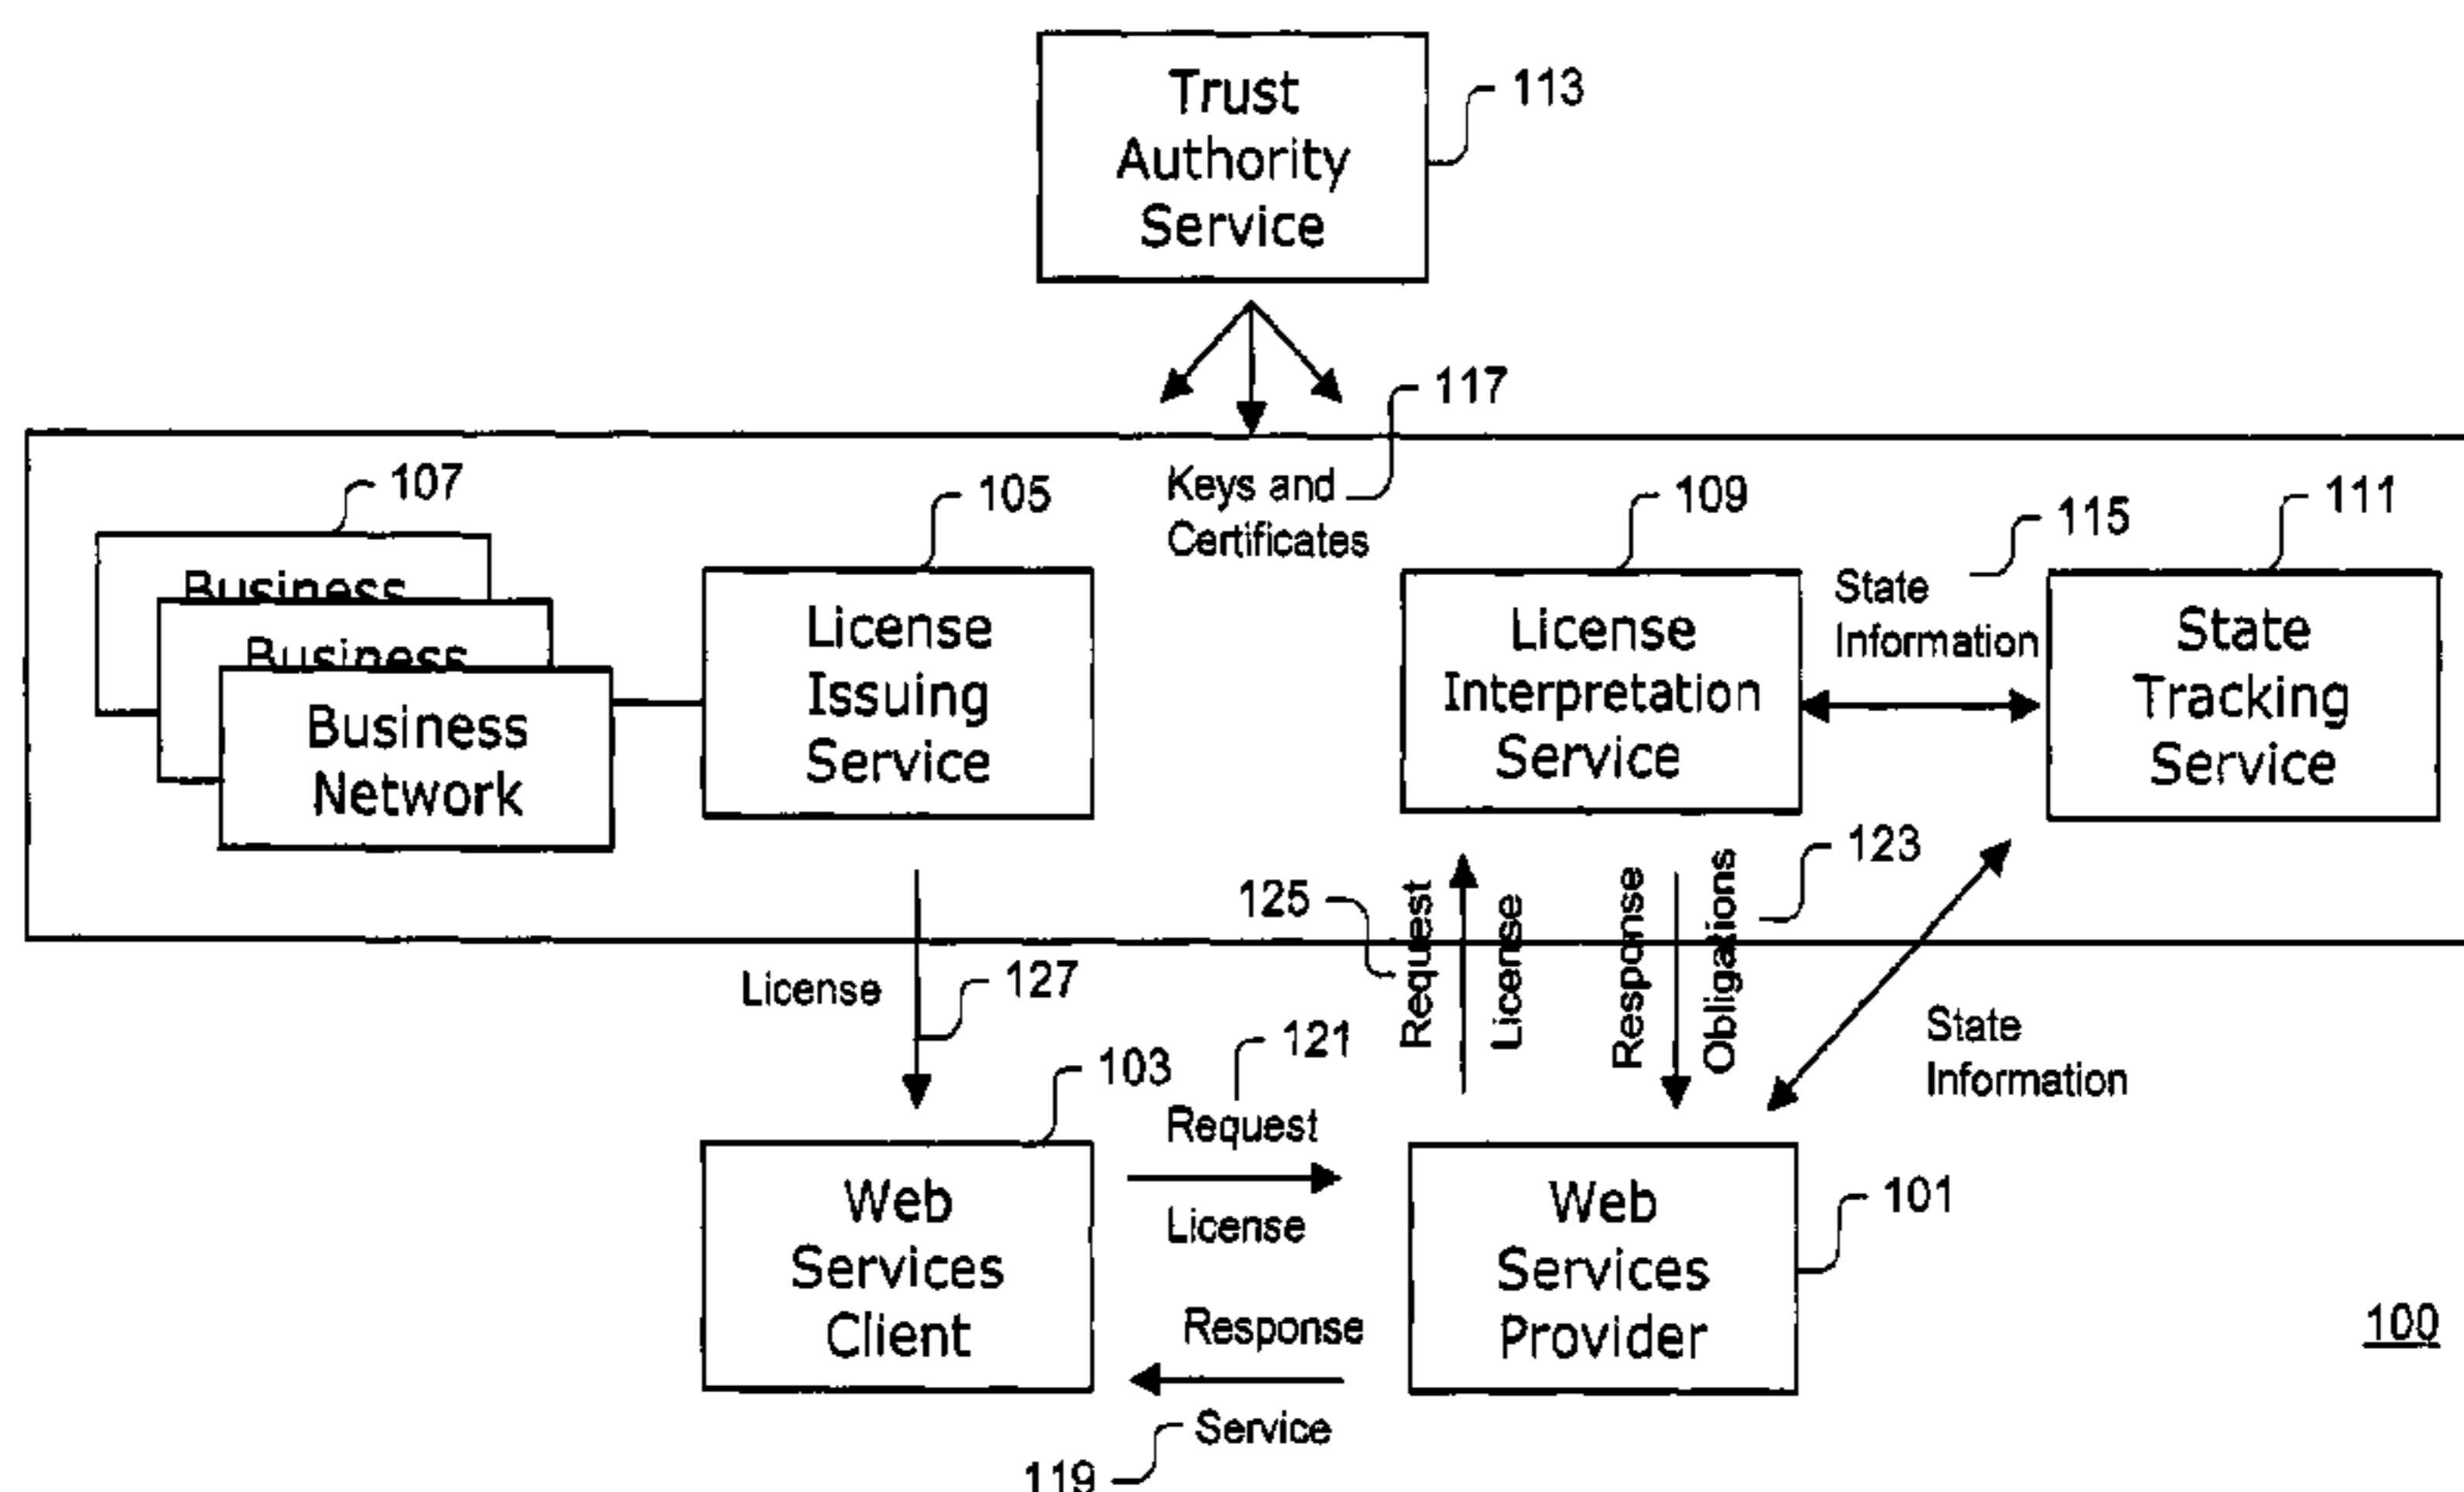 Trust
Authority
Service
113
117
Keys and
Certificates
107
Business
Business
Business
Network
105
License
Issuing
Service
109
License
Interpretation
Service
115
State
Information
111
State
Tracking
Service
123
125
Request
License
Response
Obligations
License
127
State
Information
103
Web
Services
Client
121
Request
License
Response
Service
119
101
Web
Services
Provider
100